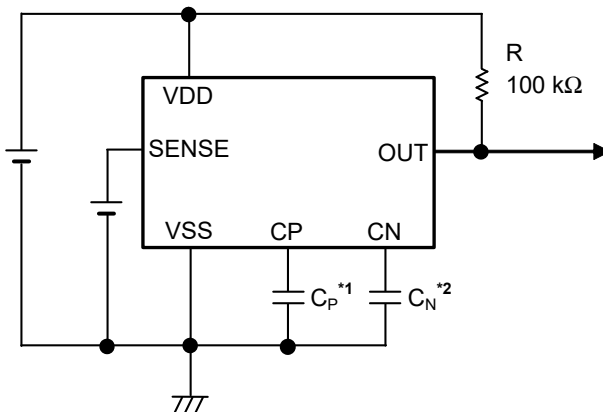 R
100 kΩ
VDD
SENSE
OUT
VSS
CP
CN
CP*1
CN*2